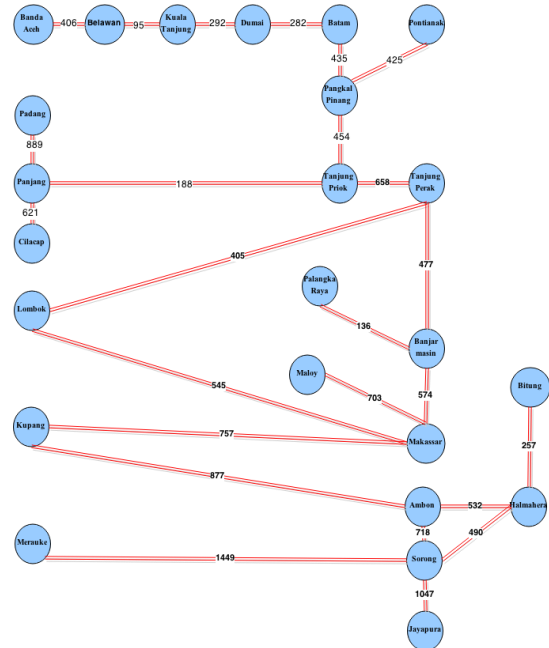 Banda
Aceh
406
Belawan
95
Kuala
Tanjung
292
Dumai
282
Batam
Pontianak
435
425
Pangkal
Pinang
Padang
454
889
Panjang
188
Tanjung
Priok
658
Tanjung
Perak
621
Cilacap
405
477
Palangka
Raya
Lombok
136
Banjar
masin
Maloy
703
574
545
Bitung
Kupang
757
Makassar
257
877
Ambon
532
Halmahera
718
490
Merauke
1449
Sorong
1047
Jayapura